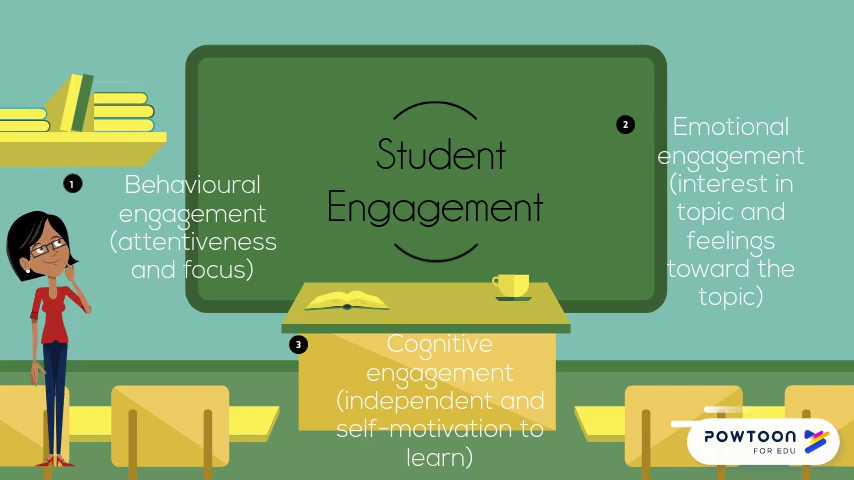 Student
Engagement
1
Behavioural
engagement
(attentiveness
and focus)
2
Emotional
engagement
(interest in
topic and
feelings
toward the
topic)
3
Cognitive
engagement
(independent and
self-motivation to
learn)
POWTOON
FOR EDU